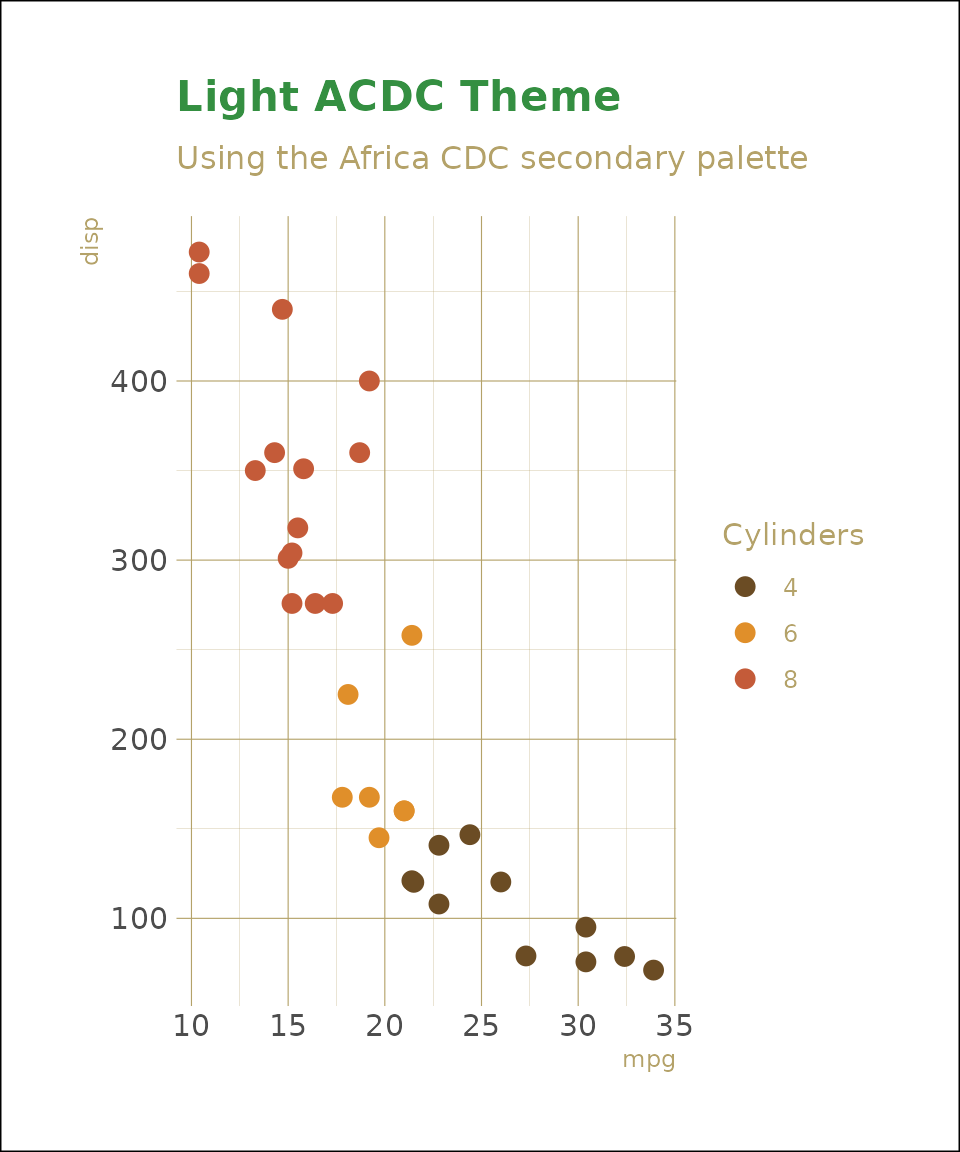 Light ACDC Theme
Using the Africa CDC secondary palette
disp
400
300
200
100
10 15 20 25 30 35
mpg
Cylinders
4
6
8